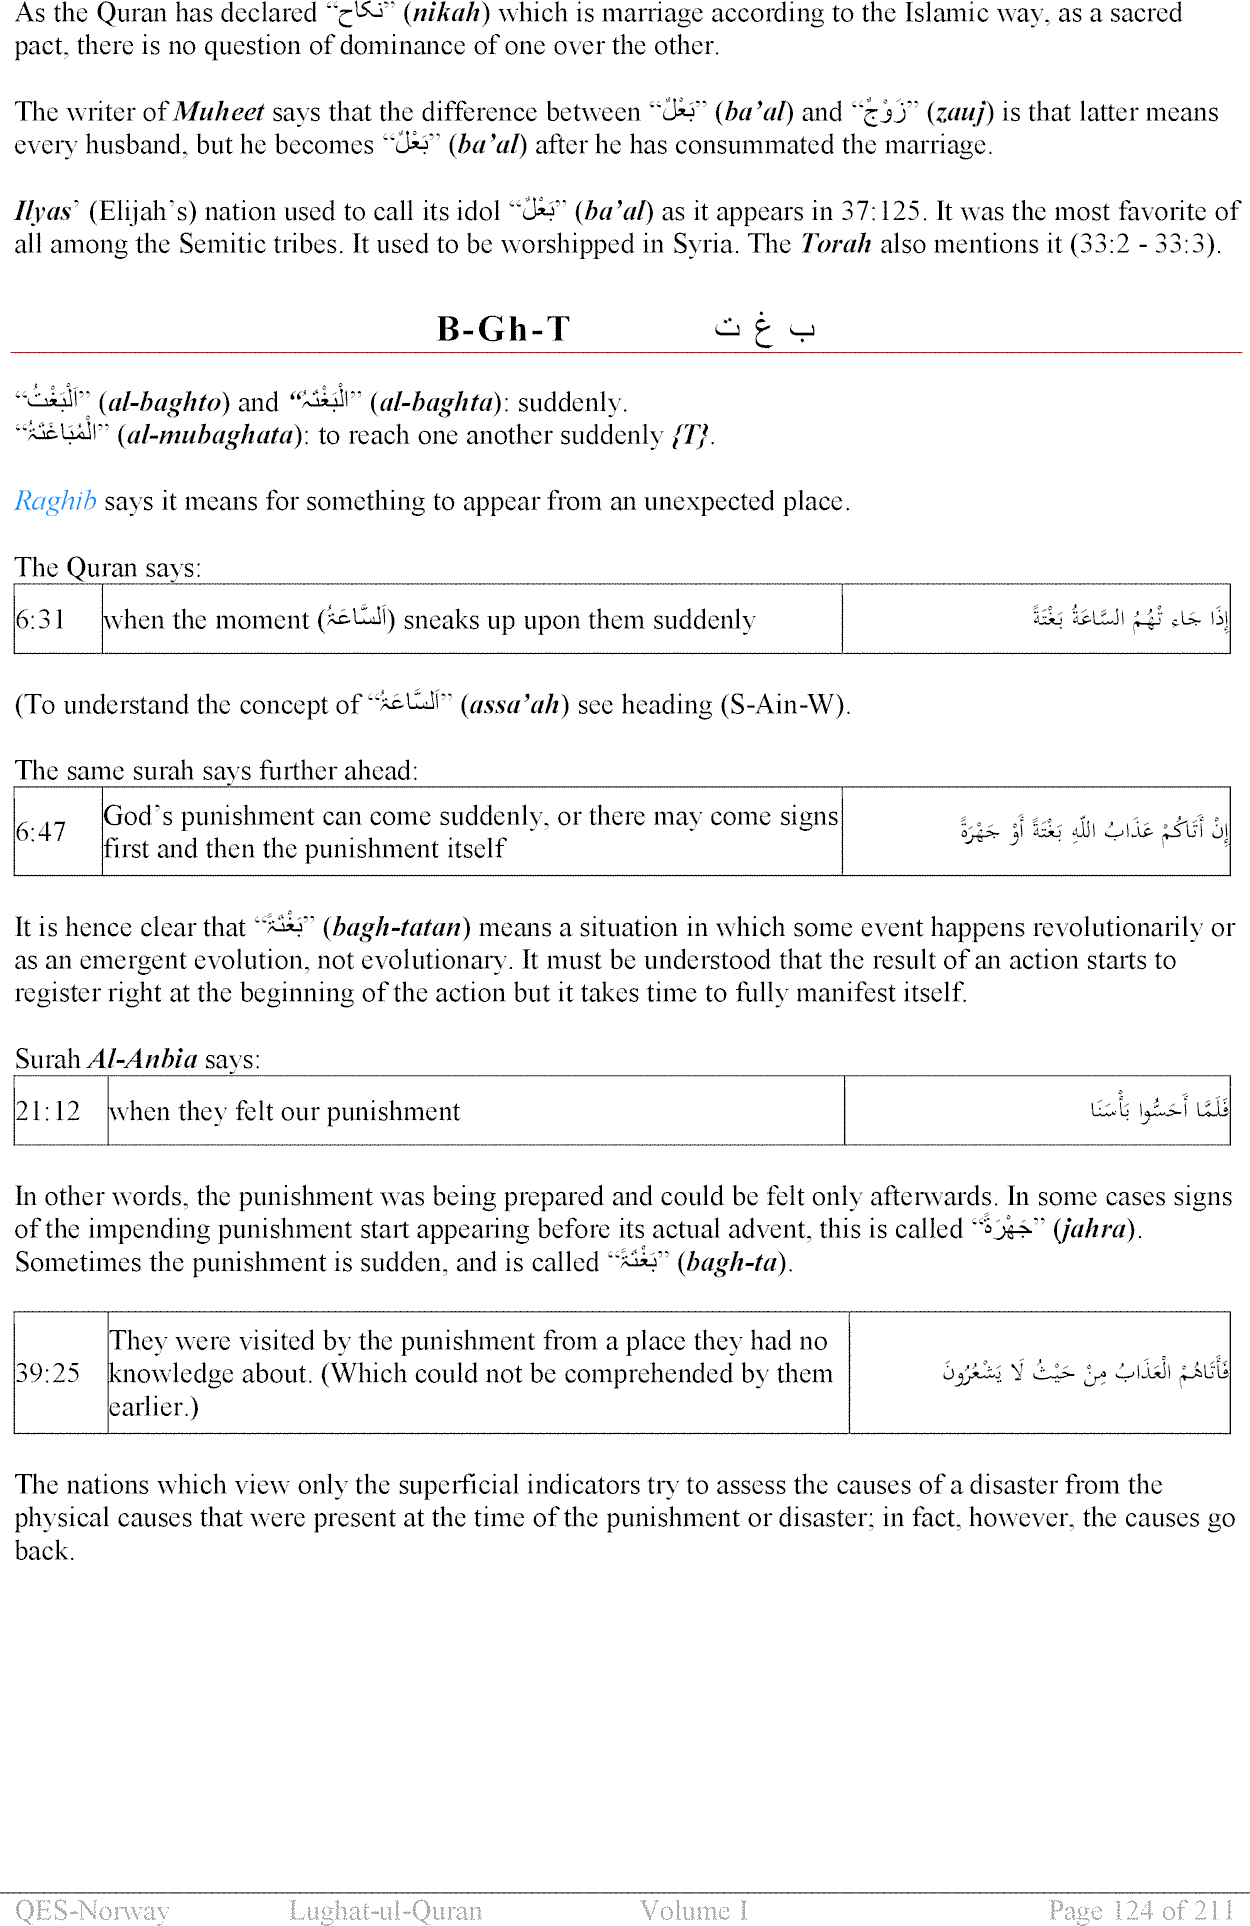 As the Quran has declared “نكاح” (nikah) which is marriage according to the Islamic way, as a sacred
pact, there is no question of dominance of one over the other.
The writer of Muheet says that the difference between “بَعْلٌ” (ba’al) and “زَوْجٌ” (zauj) is that latter means
every husband, but he becomes “بَعْلٌ” (ba’al) after he has consummated the marriage.
Ilyas’ (Elijah’s) nation used to call its idol “بَعْلٌ” (ba’al) as it appears in 37:125. It was the most favorite of
all among the Semitic tribes. It used to be worshipped in Syria. The Torah also mentions it (33:2 - 33:3).
B-Gh-T ب غ ت
“اَلْبَغْتُ” (al-baghto) and “الْبَغْتَۃُ” (al-baghta): suddenly.
“الْمُبَاغَتَۃُ” (al-mubaghata): to reach one another suddenly {T}.
Raghib says it means for something to appear from an unexpected place.
The Quran says:
6:31 when the moment (اَلسَّاعَۃُ) sneaks up upon them suddenly إِذَا جَاء تْهُمُ السَّاعَةُ بَغْتَةً
(To understand the concept of “اَلسَّاعَۃُ” (assa’ah) see heading (S-Ain-W).
The same surah says further ahead:
6:47 God’s punishment can come suddenly, or there may come signs
first and then the punishment itself إِنْ أَتَاكُمْ عَذَابُ اللّهِ بَغْتَةً أَوْ جَهْرَةً
It is hence clear that “بَغْتَۃً” (bagh-tatan) means a situation in which some event happens revolutionarily or
as an emergent evolution, not evolutionary. It must be understood that the result of an action starts to
register right at the beginning of the action but it takes time to fully manifest itself.
Surah Al-Anbia says:
21:12 when they felt our punishment فَلَمَّا أَحَسُّوا بَأْسَنَا
In other words, the punishment was being prepared and could be felt only afterwards. In some cases signs
of the impending punishment start appearing before its actual advent, this is called “جَہْرَۃً” (jahra).
Sometimes the punishment is sudden, and is called “بَغْتَۃً” (bagh-ta).
39:25 They were visited by the punishment from a place they had no
knowledge about. (Which could not be comprehended by them
earlier.) فَأَتَاهُمْ الْعَذَابُ مِنْ حَيْثُ لَا يَشْعُرُونَ
The nations which view only the superficial indicators try to assess the causes of a disaster from the
physical causes that were present at the time of the punishment or disaster; in fact, however, the causes go
back.
QES-Norway Lughat-ul-Quran Volume I Page 124 of 211